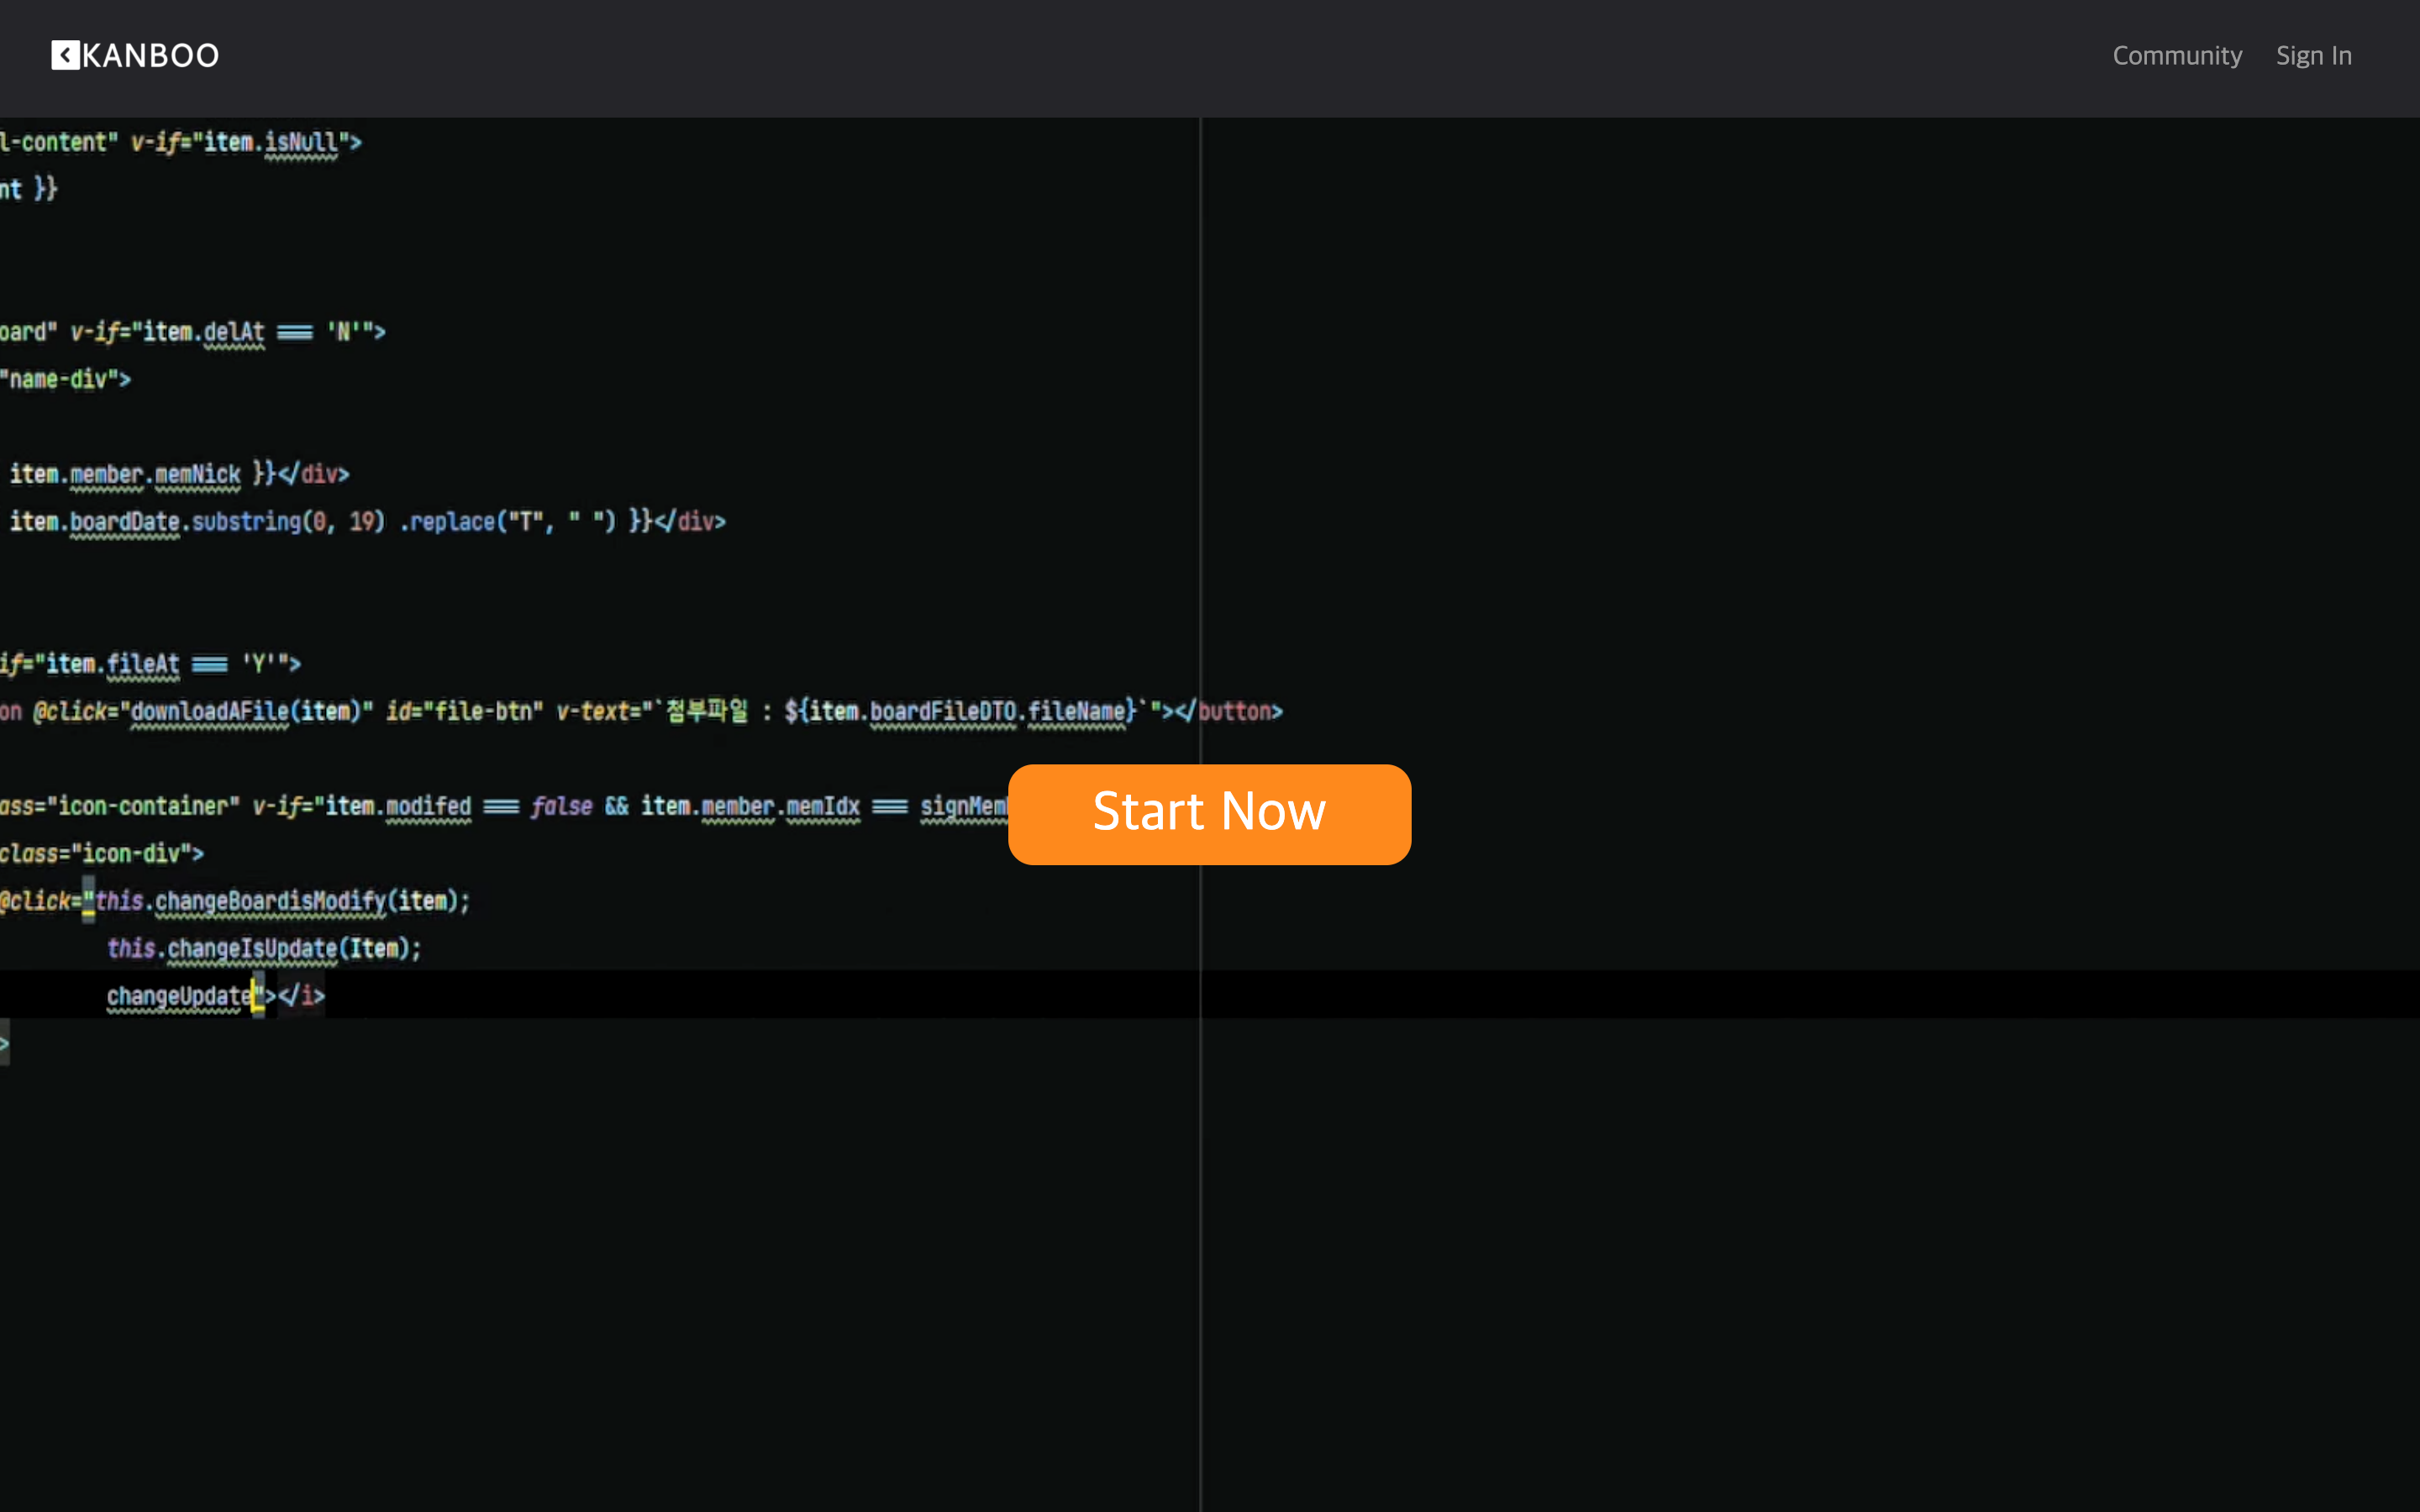 KANBOO
Community
Sign In
l-content" v-if="item.isNull">
nt }}
oard" v-if="item.delAt === 'N'">
"name-div">
item.member.memNick }}</div>
item.boardDate.substring(0, 19) .replace("T", " ") }}</div>
if="item.fileAt === 'Y'">
on @click="downloadAFile(item)" id="file-btn" v-text="`첨부파일 : ${item.boardFileDTO.fileName}`"></button>
ass="icon-container" v-if="item.modifed === false && item.member.memIdx === signMem
Start Now
class="icon-div">
@click="this.changeBoardisModify(item);
this.changeIsUpdate(Item);
changeUpdate"></i>
>